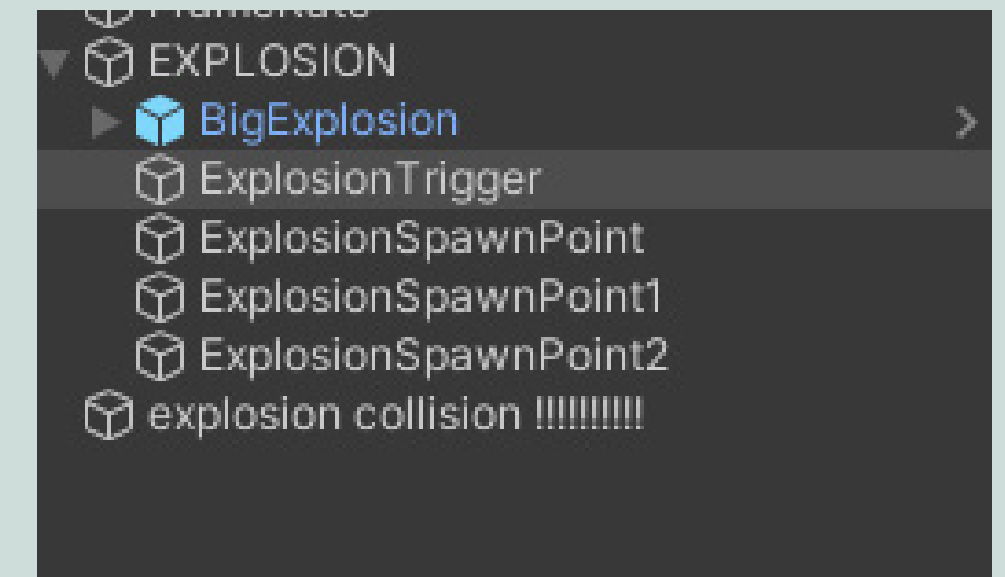 EXPLOSION
BigExplosion
ExplosionTrigger
ExplosionSpawnPoint
ExplosionSpawnPoint1
ExplosionSpawnPoint2
explosion collision !!!!!!!!!!